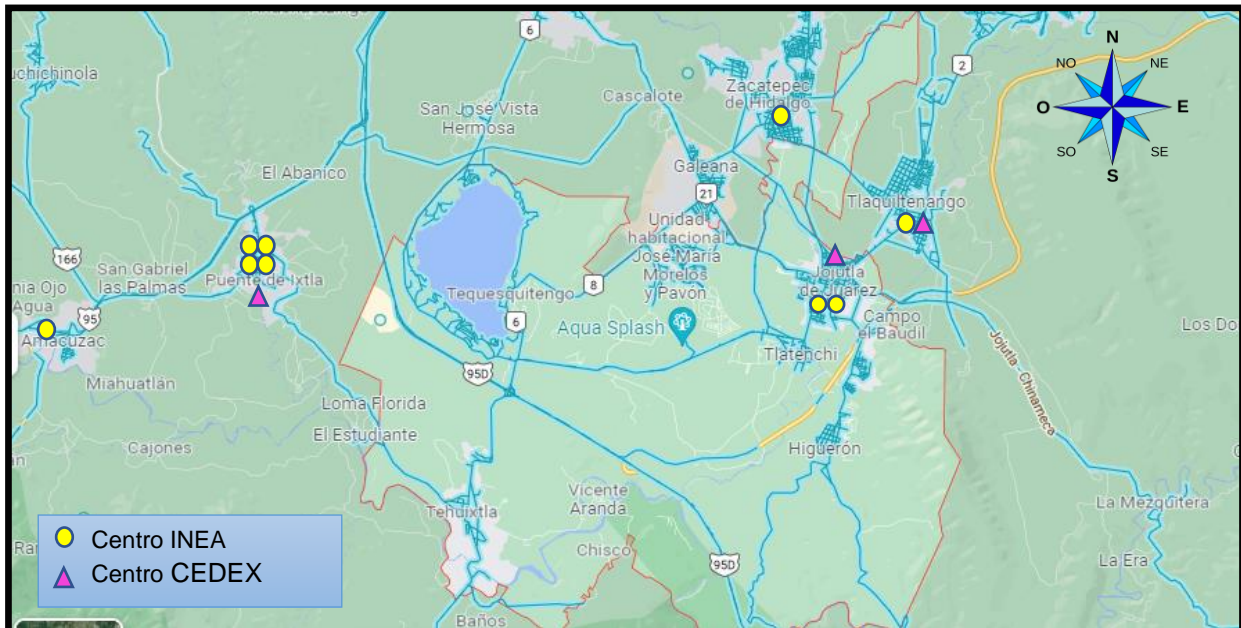 6
N
NO
NE
O
E
SO
SE
S
2
uchichinola
Zacatepec
de Hidalgo
Cascalote
San José Vista
Hermosa
El Abanico
Galeana
21
Tlaquiltenango
Unidad
habitacional
José María
Morelos
y Pavón
166
San Gabriel
las Palmas
Puente de Ixtla
nia Ojo
Agua
95
Amacuzac
Miahuatlán
Tequesquitengo
8
6
Aqua Splash
Jojutla
de Juárez
Campo
el Baudil
Tlatenchi
Los Do
Jojutla - Chinameca
95D
Loma Florida
El Estudiante
Cajones
Higuerón
Vicente
Aranda
Tehuixtla
Chisco
95D
La Mezquitera
La Era
Baños
Centro INEA
Centro CEDEX